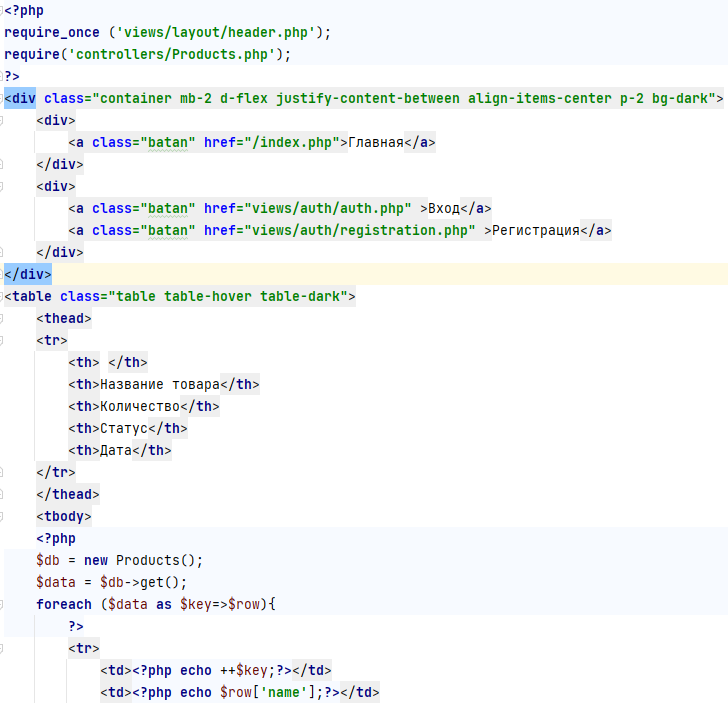 <?php
require_once ('views/layout/header.php');
require('controllers/Products.php');
?>
<div class="container mb-2 d-flex justify-content-between align-items-center p-2 bg-dark">
    <div>
        <a class="batan" href="/index.php">Главная</a>
    </div>
    <div>
        <a class="batan" href="views/auth/auth.php" >Вход</a>
        <a class="batan" href="views/auth/registration.php" >Регистрация</a>
    </div>
</div>
<table class="table table-hover table-dark">
    <thead>
    <tr>
        <th> </th>
        <th>Название товара</th>
        <th>Количество</th>
        <th>Статус</th>
        <th>Дата</th>
    </tr>
    </thead>
    <tbody>
    <?php
    $db = new Products();
    $data = $db->get();
    foreach ($data as $key=>$row){
        ?>
        <tr>
            <td><?php echo ++$key;?></td>
            <td><?php echo $row['name'];?></td>